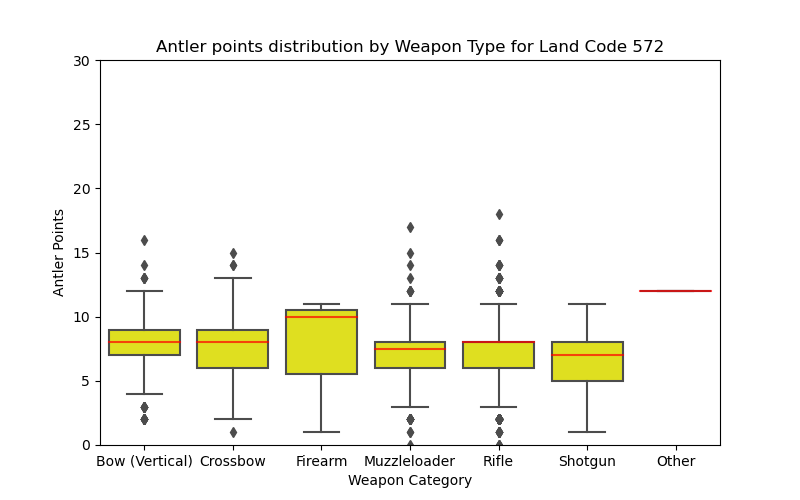 Antler points distribution by Weapon Type for Land Code 572
Antler Points
30
25
20
15
10
5
0
Bow (Vertical) Crossbow Firearm Muzzleloader Rifle Shotgun Other
Weapon Category